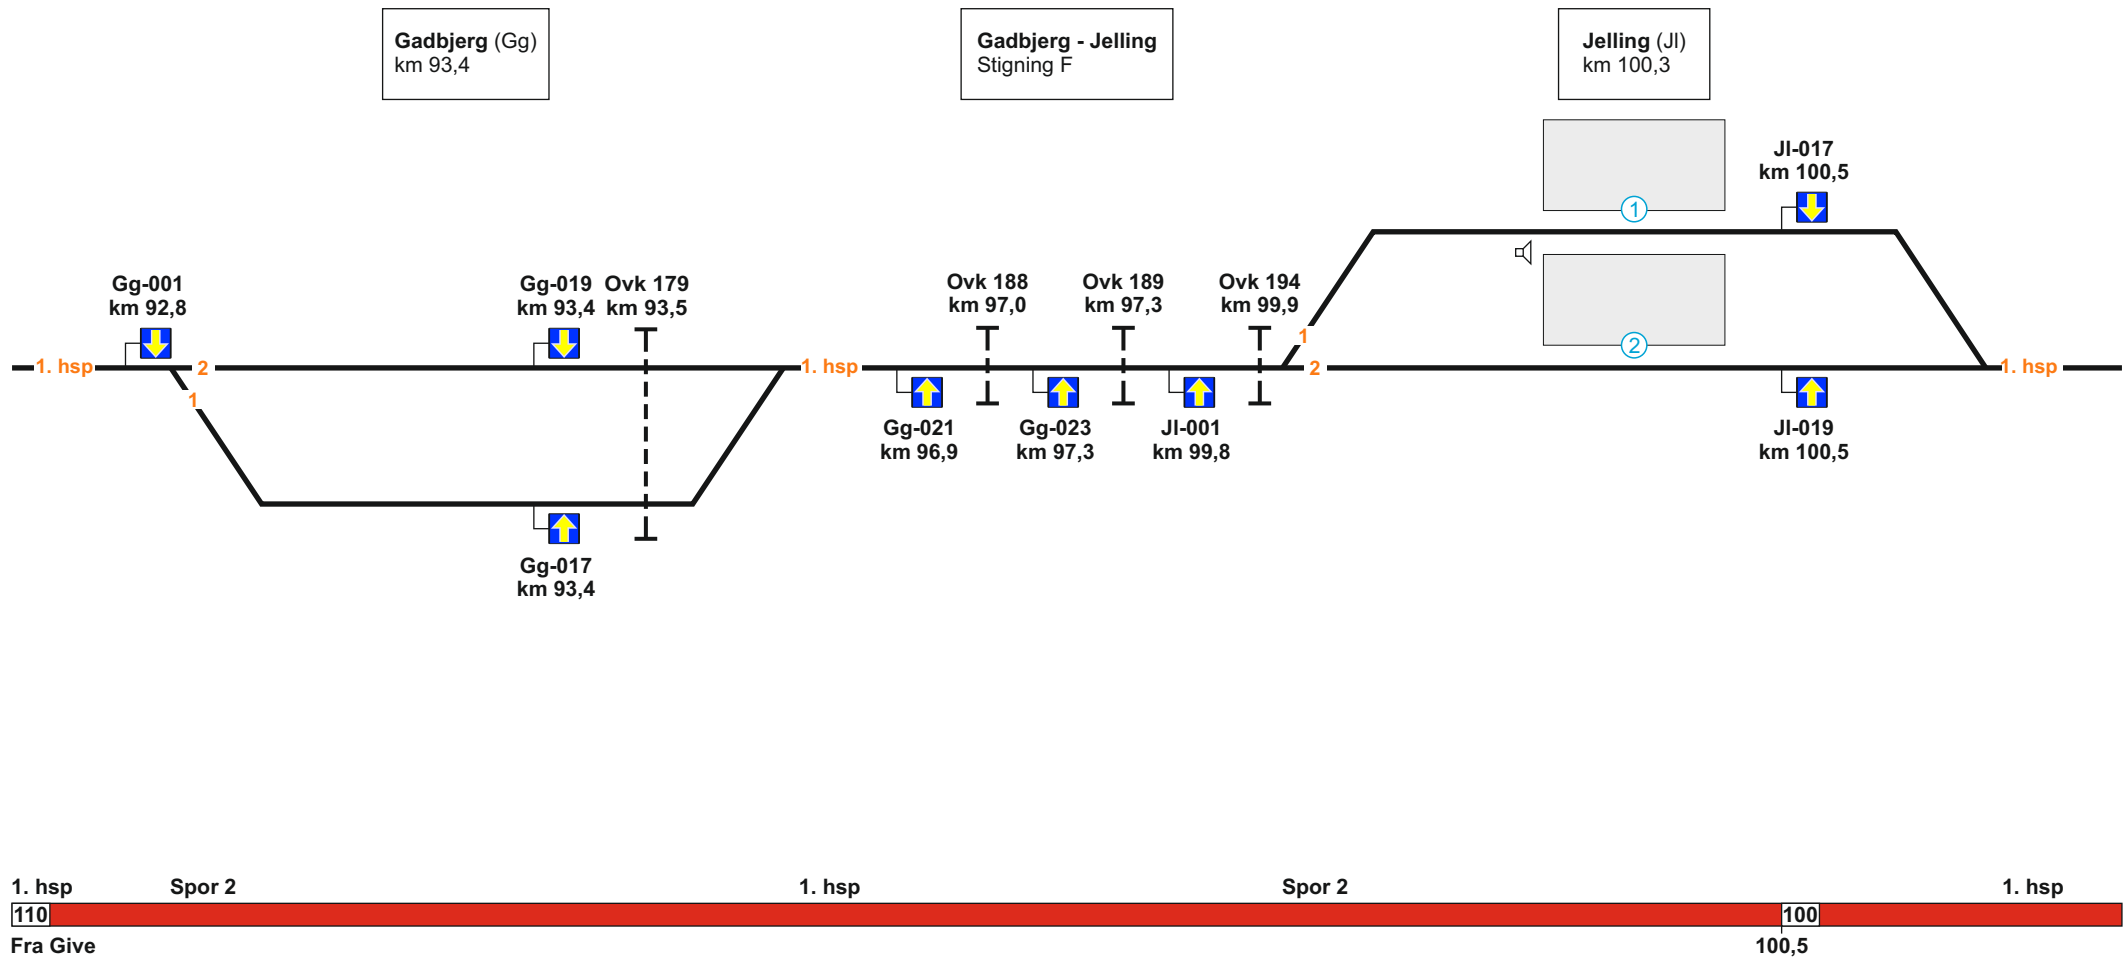 Gadbjerg (Gg)
km 93,4
Gadbjerg - Jelling
Stigning F
Jelling (Jl)
km 100,3
1
Jl-017
km 100,5
2
Gg-001
km 92,8
Gg-019
km 93,4
Ovk 179
km 93,5
Ovk 188
km 97,0
Ovk 189
km 97,3
Ovk 194
km 99,9
1. hsp
2
1
1. hsp
1
2
1. hsp
Gg-021
km 96,9
Gg-023
km 97,3
Jl-001
km 99,8
Jl-019
km 100,5
Gg-017
km 93,4
1. hsp
Spor 2
1. hsp
Spor 2
1. hsp
110
100
Fra Give
100,5